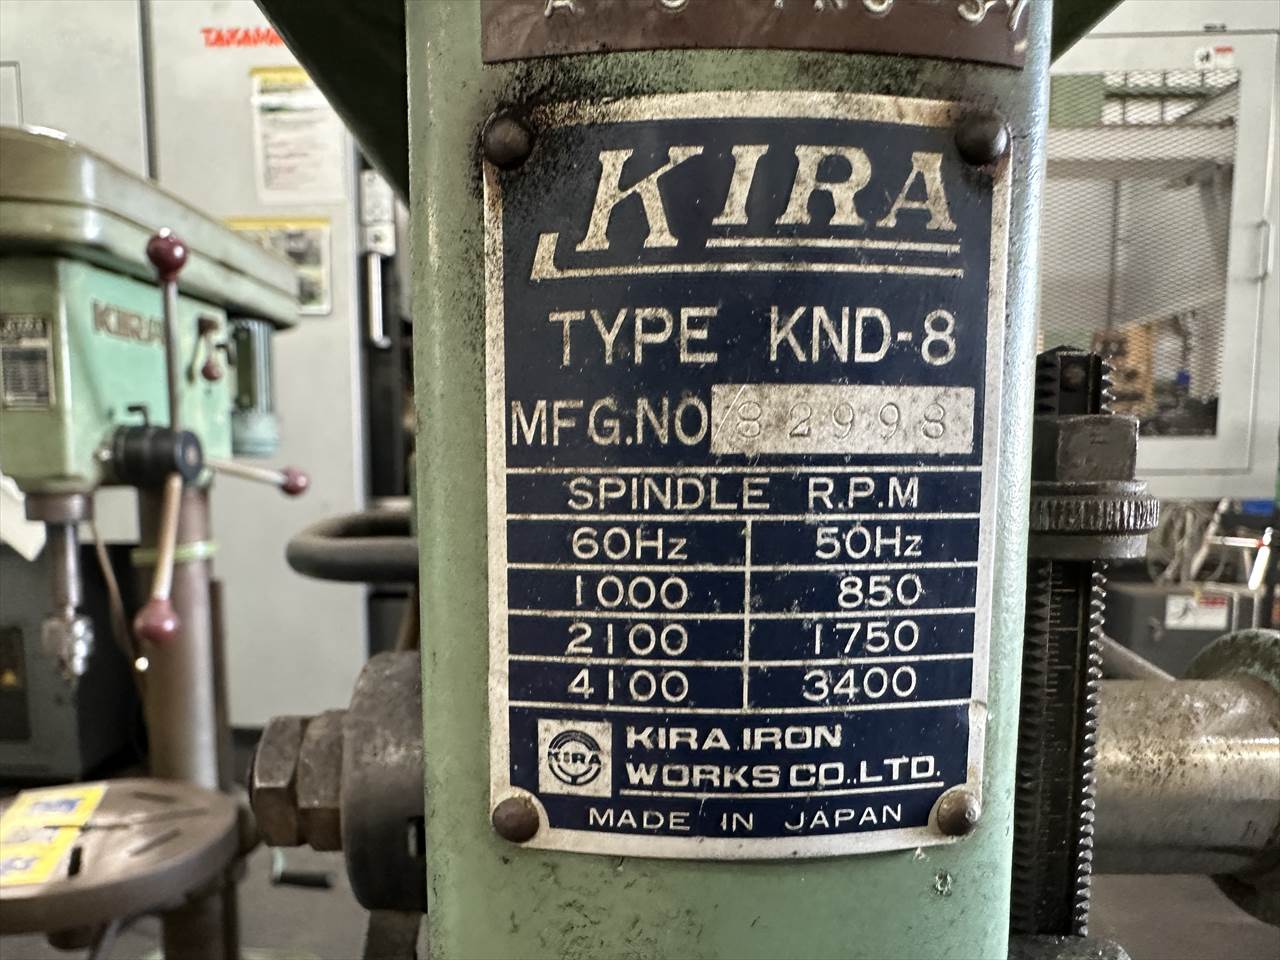 KIRA
TYPE KND-8
MFG.NO 82998
SPINDLE R.P.M
60Hz 50Hz
1000 850
2100 1750
4100 3400
KIRA
KIRA IRON
WORKS CO.,LTD.
MADE IN JAPAN
KIRA
KIRA